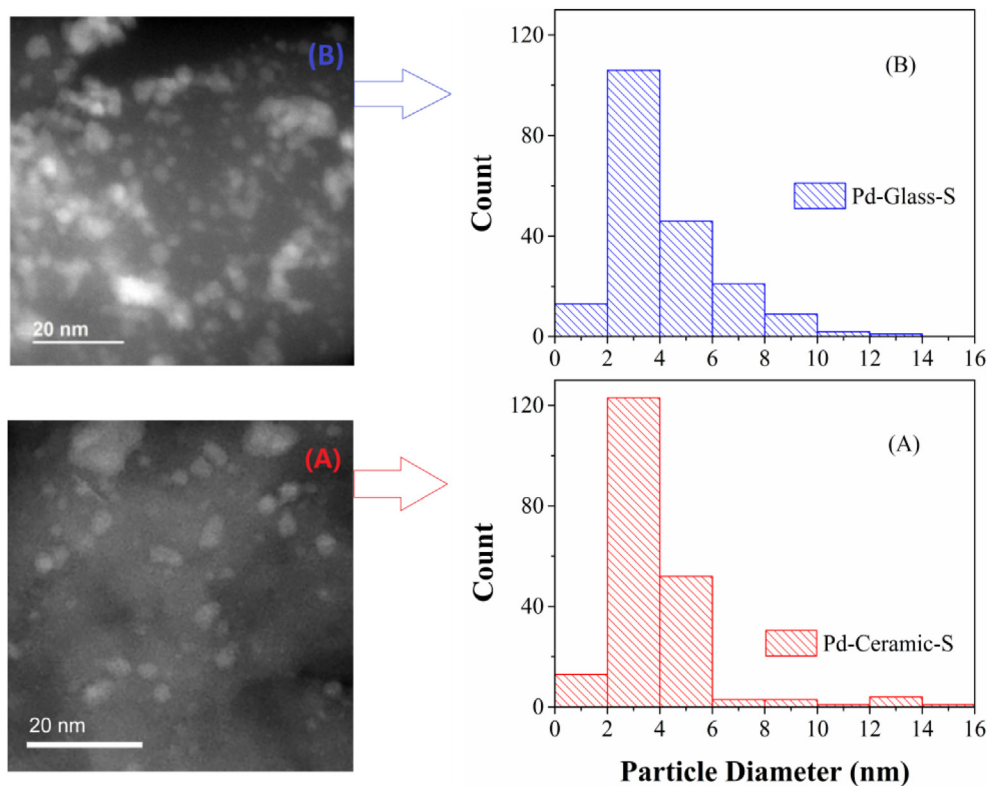 (B)
20 nm
120
80
40
0
Count
(B)
Pd-Glass-S
0 2 4 6 8 10 12 14 16
(A)
20 nm
120
80
40
0
Count
(A)
Pd-Ceramic-S
0 2 4 6 8 10 12 14 16
Particle Diameter (nm)